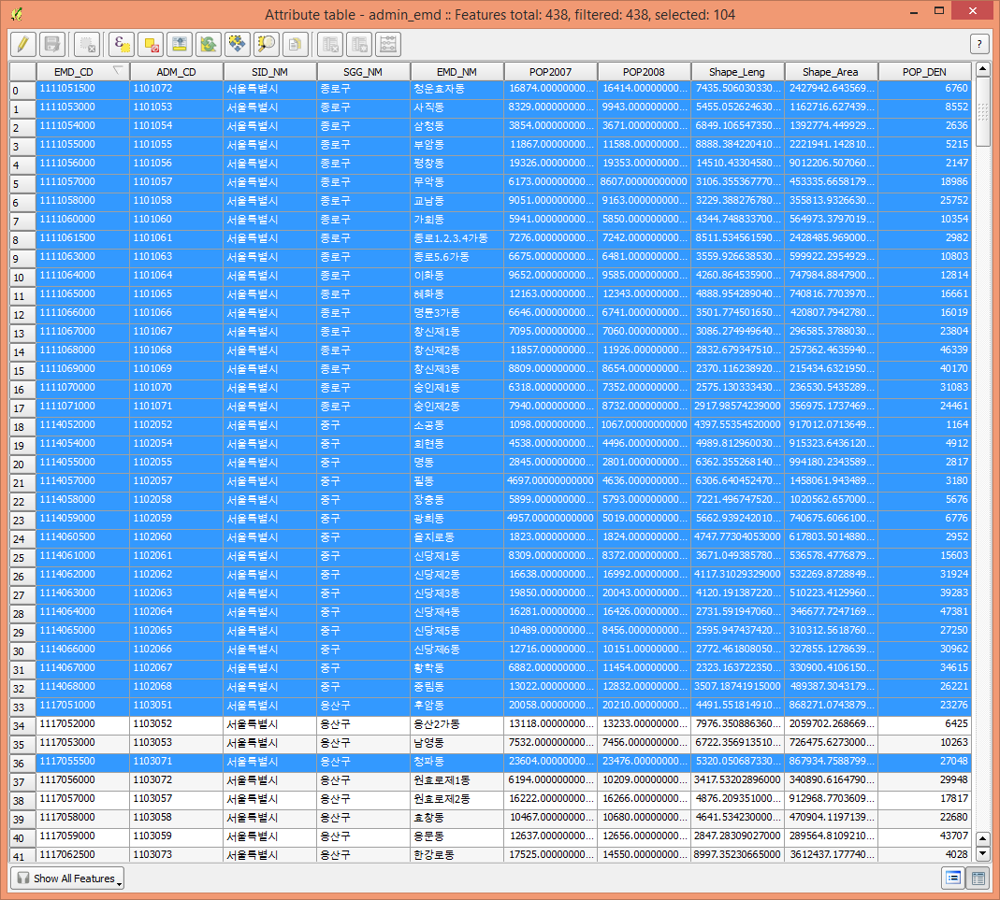 Attribute table - admin_emd :: Features total: 438, filtered: 438, selected: 104
?
EMD_CD ADM_CD SID_NM SGG_NM EMD_NM POP2007 POP2008 Shape_Leng Shape_Area POP_DEN
0 1111051500 1101072 서울특별시 종로구 청운효자동 16874.00000000... 16414.00000000... 7435.506030330... 2427942.643569... 6760
1 1111053000 1101053 서울특별시 종로구 사직동 8329.000000000... 9943.000000000... 5455.052624630... 1162716.627439... 8552
2 1111054000 1101054 서울특별시 종로구 삼청동 3854.000000000... 3671.000000000... 6849.106547350... 1392774.449929... 2636
3 1111055000 1101055 서울특별시 종로구 부암동 11867.00000000... 11588.00000000... 8888.384220410... 2221941.142810... 5215
4 1111056000 1101056 서울특별시 종로구 평창동 19326.00000000... 19353.00000000... 14510.43304580... 9012206.507060... 2147
5 1111057000 1101057 서울특별시 종로구 무악동 6173.000000000... 8607.00000000000 3106.355367770... 453335.6658179... 18986
6 1111058000 1101058 서울특별시 종로구 교남동 9051.000000000... 9163.000000000... 3229.388276780... 355813.9326630... 25752
7 1111060000 1101060 서울특별시 종로구 가회동 5941.000000000... 5850.000000000... 4344.748833700... 564973.3797019... 10354
8 1111061500 1101061 서울특별시 종로구 종로1.2.3.4가동 7276.000000000... 7242.000000000... 8511.534561590... 2428485.969000... 2982
9 1111063000 1101063 서울특별시 종로구 종로5.6가동 6675.000000000... 6481.000000000... 3559.926638530... 599922.2954929... 10803
10 1111064000 1101064 서울특별시 종로구 이화동 9652.000000000... 9585.000000000... 4260.864535900... 747984.8847900... 12814
11 1111065000 1101065 서울특별시 종로구 혜화동 12163.00000000... 12343.00000000... 4888.954289040... 740816.7703970... 16661
12 1111066000 1101066 서울특별시 종로구 명륜3가동 6646.000000000... 6741.000000000... 3501.774501650... 420807.7942780... 16019
13 1111067000 1101067 서울특별시 종로구 창신제1동 7095.000000000... 7060.000000000... 3086.274949640... 296585.3788030... 23804
14 1111068000 1101068 서울특별시 종로구 창신제2동 11857.00000000... 11926.00000000... 2832.679347510... 257362.4635940... 46339
15 1111069000 1101069 서울특별시 종로구 창신제3동 8809.000000000... 8654.000000000... 2370.116238920... 215434.6321950... 40170
16 1111070000 1101070 서울특별시 종로구 숭인제1동 6318.000000000... 7352.000000000... 2575.130333430... 236530.5435289... 31083
17 1111071000 1101071 서울특별시 종로구 숭인제2동 7940.000000000... 8732.000000000... 2917.98574239000 356975.1737469... 24461
18 1114052000 1102052 서울특별시 중구 소공동 1098.000000000... 1067.00000000000 4397.55354520000 917012.0713649... 1164
19 1114054000 1102054 서울특별시 중구 회현동 4538.000000000... 4496.000000000... 4989.812960030... 915323.6436120... 4912
20 1114055000 1102055 서울특별시 중구 명동 2845.000000000... 2801.000000000... 6362.355268140... 994180.2343589... 2817
21 1114057000 1102057 서울특별시 중구 필동 4697.00000000000 4636.000000000... 6306.640452470... 1458061.943489... 3180
22 1114058000 1102058 서울특별시 중구 장충동 5899.000000000... 5793.000000000... 7221.496747520... 1020562.657000... 5676
23 1114059000 1102059 서울특별시 중구 광희동 4957.00000000000 5019.000000000... 5662.939242010... 740675.6066100... 6776
24 1114060500 1102060 서울특별시 중구 을지로동 1823.000000000... 1824.000000000... 4747.77304053000 617803.5014880... 2952
25 1114061000 1102061 서울특별시 중구 신당제1동 8309.000000000... 8372.000000000... 3671.049385780... 536578.4776879... 15603
26 1114062000 1102062 서울특별시 중구 신당제2동 16638.00000000... 16992.00000000... 4117.31029329000 532269.8728849... 31924
27 1114063000 1102063 서울특별시 중구 신당제3동 19850.00000000... 20043.00000000... 4120.191387220... 510223.4129960... 39283
28 1114064000 1102064 서울특별시 중구 신당제4동 16281.00000000... 16426.00000000... 2731.591947060... 346677.7247169... 47381
29 1114065000 1102065 서울특별시 중구 신당제5동 10489.00000000... 8456.000000000... 2595.947437420... 310312.5618760... 27250
30 1114066000 1102066 서울특별시 중구 신당제6동 12716.00000000... 10151.00000000... 2772.461808050... 327855.1278639... 30962
31 1114067000 1102067 서울특별시 중구 황학동 6882.000000000... 11454.00000000... 2323.163722350... 330900.4106150... 34615
32 1114068000 1102068 서울특별시 중구 중림동 13022.00000000... 12832.00000000... 3507.18741915000 489387.3043179... 26221
33 1117051000 1103051 서울특별시 용산구 후암동 20058.00000000... 20210.00000000... 4491.551814910... 868271.0743879... 23276
34 1117052000 1103052 서울특별시 용산구 용산2가동 13118.00000000... 13233.00000000... 7976.350886360... 2059702.268669... 6425
35 1117053000 1103053 서울특별시 용산구 남영동 7532.000000000... 7456.000000000... 6722.356913510... 726475.6273000... 10263
36 1117055500 1103071 서울특별시 용산구 청파동 23604.00000000... 23476.00000000... 5320.050687330... 867934.7588799... 27048
37 1117056000 1103072 서울특별시 용산구 원효로제1동 6194.000000000... 10209.00000000... 3417.53202896000 340890.6164790... 29948
38 1117057000 1103057 서울특별시 용산구 원효로제2동 16222.00000000... 16266.00000000... 4876.209351000... 912968.7703609... 17817
39 1117058000 1103058 서울특별시 용산구 효창동 10467.00000000... 10680.00000000... 4641.534230000... 470904.1197139... 22680
40 1117059000 1103059 서울특별시 용산구 용문동 12637.00000000... 12656.00000000... 2847.28309027000 289564.8109210... 43707
41 1117062500 1103073 서울특별시 용산구 한강로동 17525.00000000... 14550.00000000... 8997.35230665000 3612437.177740... 4028
Show All Features